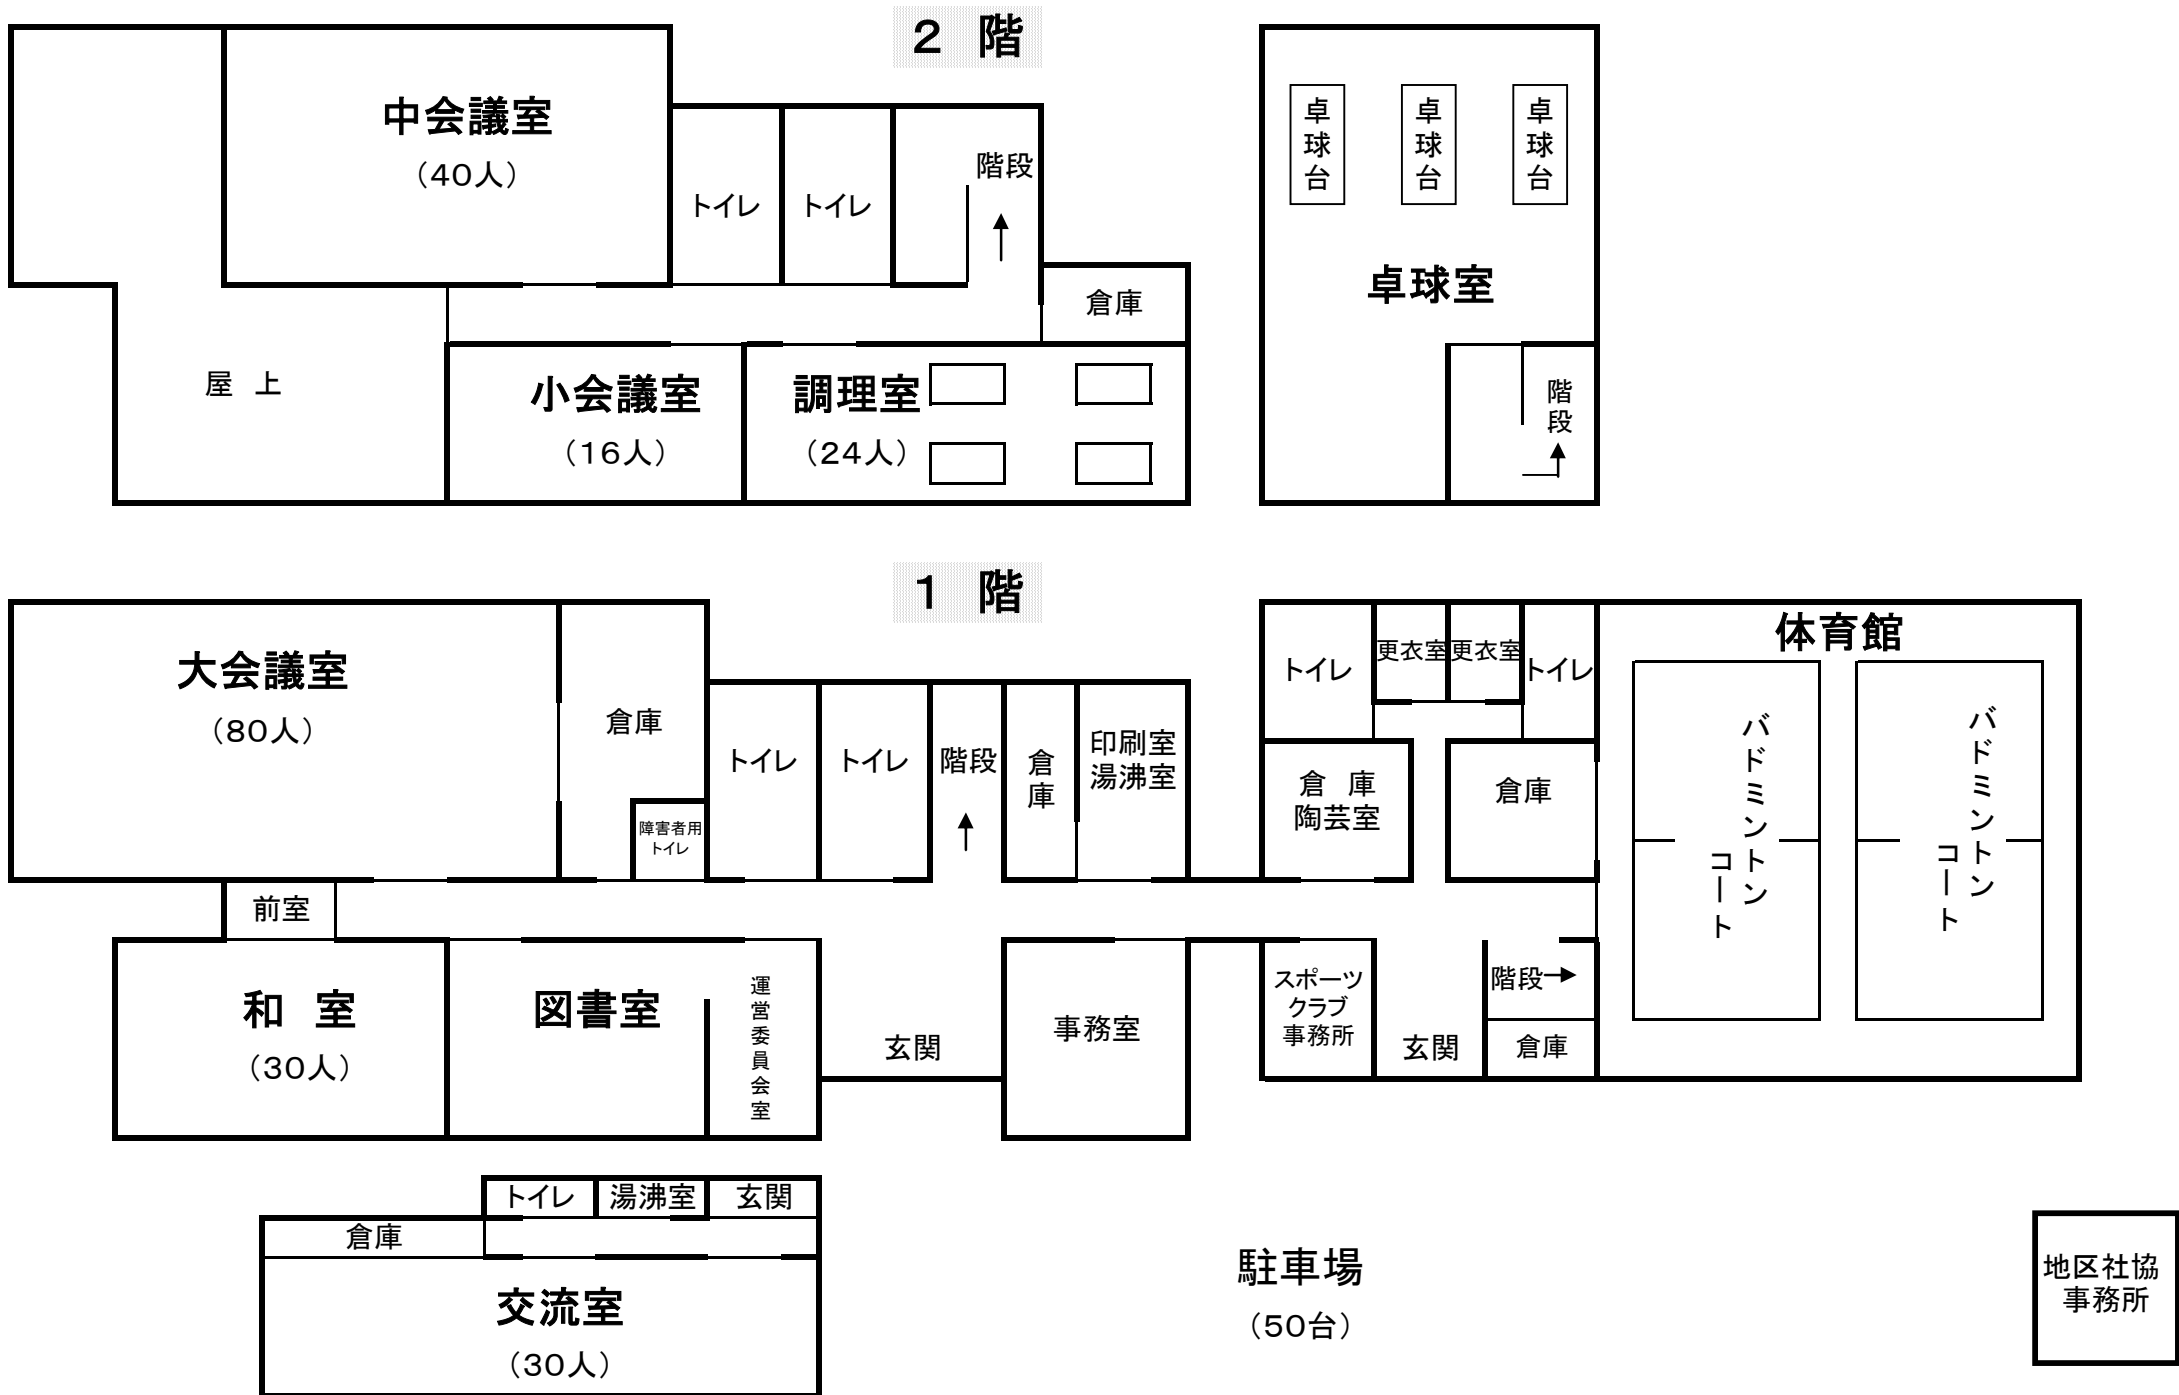 ２ 階
中会議室
（40人）
トイレ
トイレ
階段
倉庫
屋 上
小会議室
（16人）
調理室
（24人）
卓球台
卓球台
卓球台
卓球室
階段
１ 階
大会議室
（80人）
倉庫
障害者用
トイレ
トイレ
トイレ
階段
倉庫
印刷室
湯沸室
前室
和 室
（30人）
図書室
運営委員会室
玄関
事務室
トイレ
更衣室
更衣室
トイレ
倉 庫
陶芸室
倉庫
スポーツ
クラブ
事務所
玄関
階段
倉庫
体育館
バドミントン
コート
バドミントン
コート
トイレ
湯沸室
玄関
倉庫
交流室
（30人）
駐車場
（50台）
地区社協
事務所